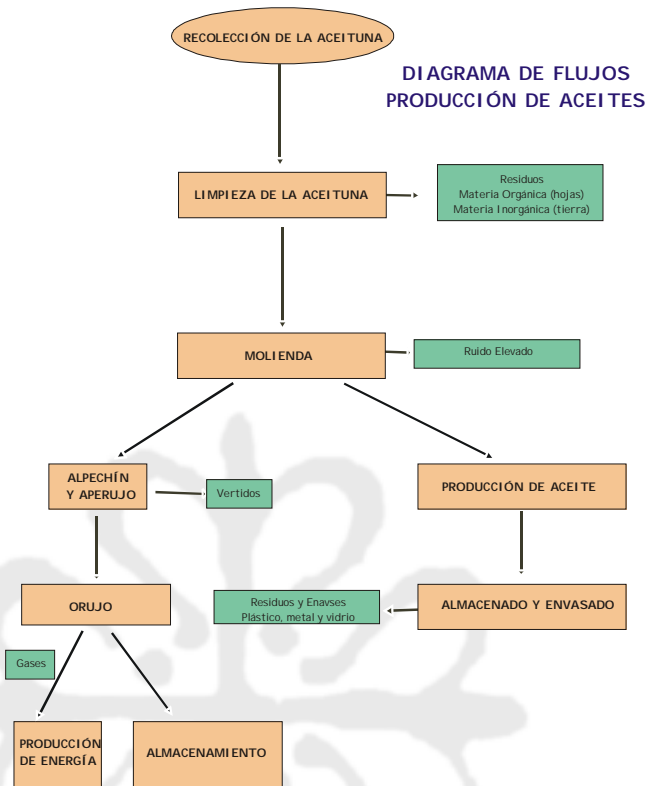 RECOLECCIÓN DE LA ACEITUNA
DIAGRAMA DE FLUJOS
PRODUCCIÓN DE ACEITES
LIMPIEZA DE LA ACEITUNA
Residuos
Materia Orgánica (hojas)
Materia Inorgánica (tierra)
MOLIENDA
Ruido Elevado
ALPECHÍN
Y APERUJO
Vertidos
PRODUCCIÓN DE ACEITE
ORUJO
Residuos y Enavses
Plástico, metal y vidrio
ALMACENADO Y ENVASADO
Gases
PRODUCCIÓN
DE ENERGÍA
ALMACENAMIENTO